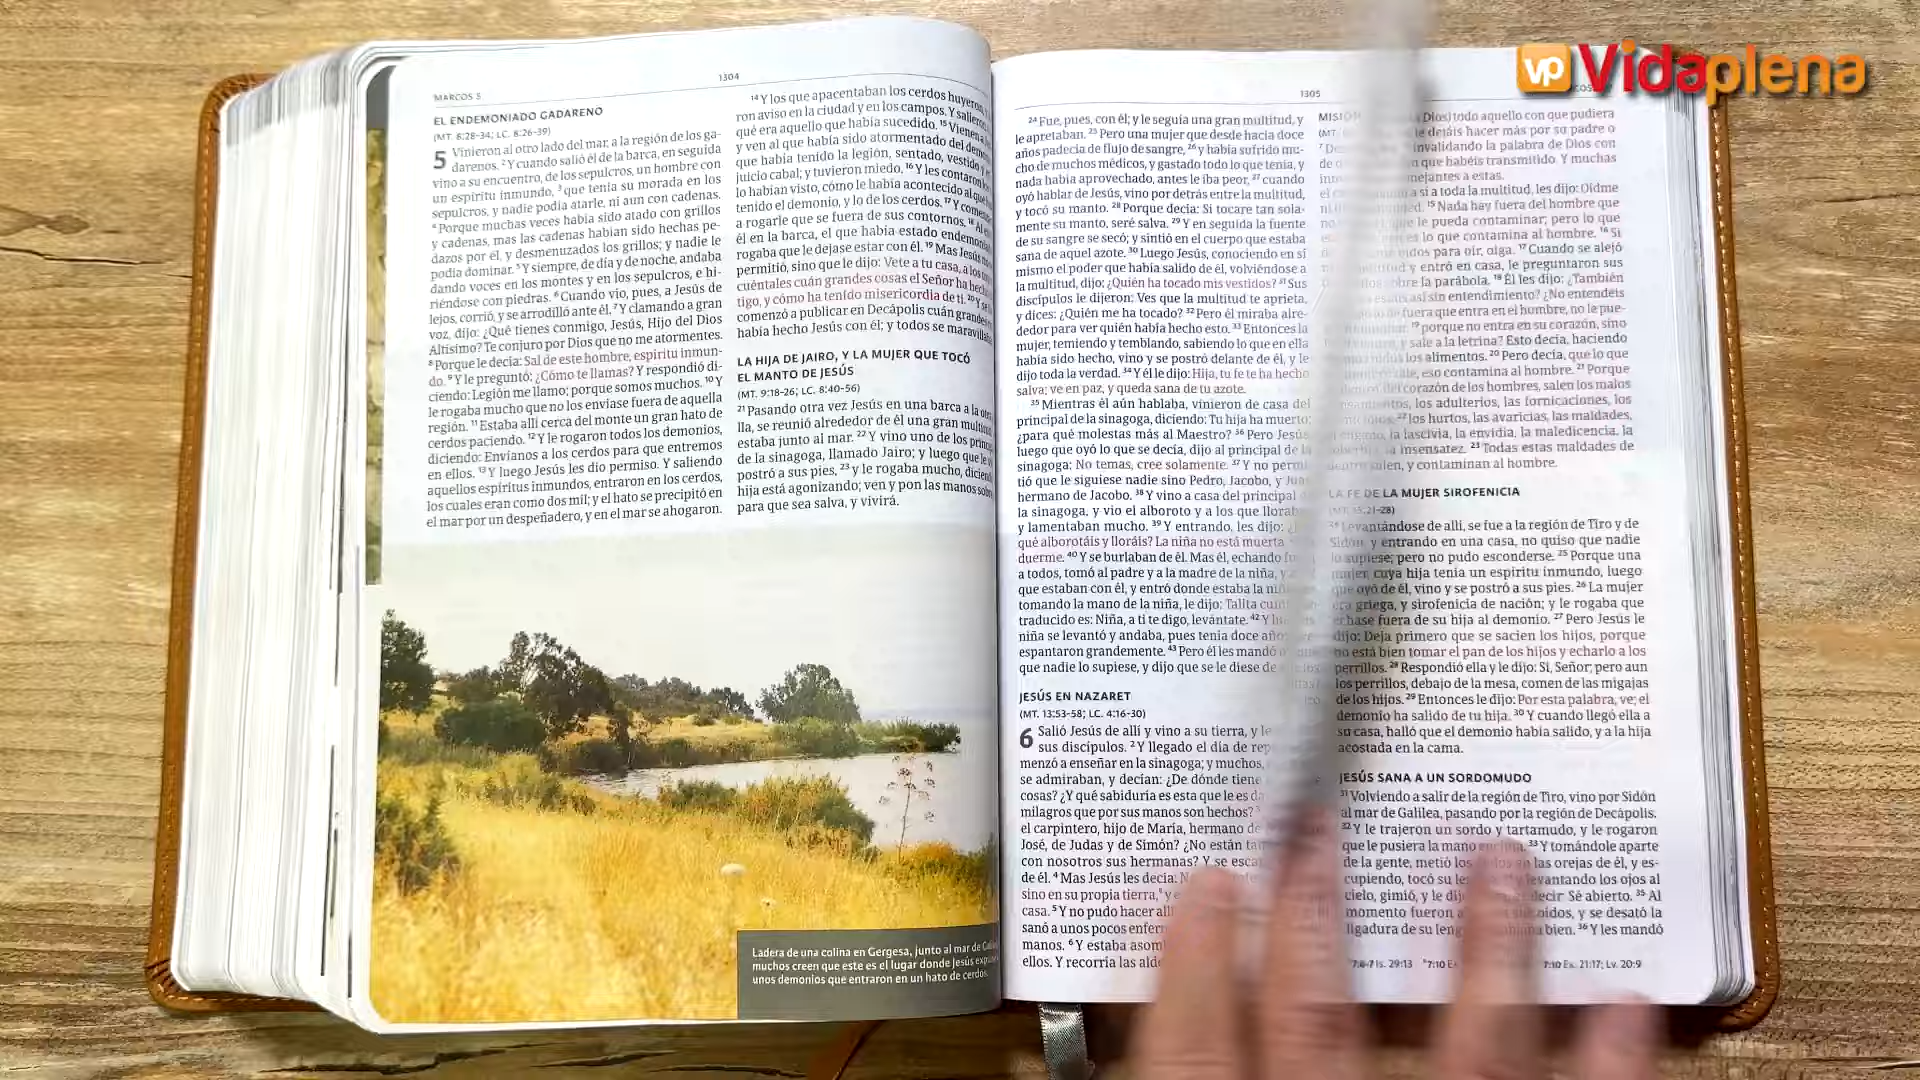 Vidaplena
vp
MARCOS 5
1304
EL ENDEMONIADO GADARENO
(MT. 8:28-34; LC. 8:26-39)
5 Vinieron al otro lado del mar, a la región de los ga-
darenos. ² Y cuando salió él de la barca, en seguida
vino a su encuentro, de los sepulcros, un hombre con
un espíritu inmundo, ³ que tenía su morada en los
sepulcros, y nadie podía atarle, ni aun con cadenas.
⁴ Porque muchas veces había sido atado con grillos
y cadenas, mas las cadenas habían sido hechas pe-
dazos por él, y desmenuzados los grillos; y nadie le
podía dominar. ⁵ Y siempre, de día y de noche, andaba
dando voces en los montes y en los sepulcros, e hi-
riéndose con piedras. ⁶ Cuando vio, pues, a Jesús de
lejos, corrió, y se arrodilló ante él. ⁷ Y clamando a gran
voz, dijo: ¿Qué tienes conmigo, Jesús, Hijo del Dios
Altísimo? Te conjuro por Dios que no me atormentes.
⁸ Porque le decía: Sal de este hombre, espíritu inmun-
do. ⁹ Y le preguntó: ¿Cómo te llamas? Y respondió di-
ciendo: Legión me llamo; porque somos muchos. ¹⁰ Y
le rogaba mucho que no los enviase fuera de aquella
región. ¹¹ Estaba allí cerca del monte un gran hato de
cerdos paciendo. ¹² Y le rogaron todos los demonios,
diciendo: Envíanos a los cerdos para que entremos
en ellos. ¹³ Y luego Jesús les dio permiso. Y saliendo
aquellos espíritus inmundos, entraron en los cerdos,
los cuales eran como dos mil; y el hato se precipitó en
el mar por un despeñadero, y en el mar se ahogaron.
¹⁴ Y los que apacentaban los cerdos huyeron,
ron aviso en la ciudad y en los campos. Y salieron
qué era aquello que había sucedido. ¹⁵ Vienen
y ven al que había sido atormentado del
que había tenido la legión, sentado, vestido
juicio cabal; y tuvieron miedo. ¹⁶ Y les contaron
lo habían visto, cómo le había acontecido al que
tenido el demonio, y lo de los cerdos. ¹⁷ Y
a rogarle que se fuera de sus contornos. ¹⁸ Al
él en la barca, el que había estado
rogaba que le dejase estar con él. ¹⁹ Mas Jesús
permitió, sino que le dijo: Vete a tu casa, a los
cuéntales cuán grandes cosas el Señor ha
tigo, y cómo ha tenido misericordia de ti. ²⁰ Y se
comenzó a publicar en Decápolis cuán
había hecho Jesús con él; y todos se
LA HIJA DE JAIRO, Y LA MUJER QUE TOCÓ
EL MANTO DE JESÚS
(MT. 9:18-26; LC. 8:40-56)
²¹ Pasando otra vez Jesús en una barca a la
lla, se reunió alrededor de él una gran
estaba junto al mar. ²² Y vino uno de los
de la sinagoga, llamado Jairo; y luego que le
postró a sus pies, ²³ y le rogaba mucho,
hija está agonizando; ven y pon las manos
para que sea salva, y vivirá.
Ladera de una colina en Gergesa, junto al mar de
muchos creen que este es el lugar donde Jesús
unos demonios que entraron en un hato de cerdos.
1305
²⁴ Fue, pues, con él; y le seguía una gran multitud, y
le apretaban. ²⁵ Pero una mujer que desde hacía doce
años padecía de flujo de sangre, ²⁶ y había sufrido mu-
cho de muchos médicos, y gastado todo lo que tenía, y
nada había aprovechado, antes le iba peor, ²⁷ cuando
oyó hablar de Jesús, vino por detrás entre la multitud,
y tocó su manto. ²⁸ Porque decía: Si tocare tan sola-
mente su manto, seré salva. ²⁹ Y en seguida la fuente
de su sangre se secó; y sintió en el cuerpo que estaba
sana de aquel azote. ³⁰ Luego Jesús, conociendo en sí
mismo el poder que había salido de él, volviéndose a
la multitud, dijo: ¿Quién ha tocado mis vestidos? ³¹ Sus
discípulos le dijeron: Ves que la multitud te aprieta,
y dices: ¿Quién me ha tocado? ³² Pero él miraba alre-
dedor para ver quién había hecho esto. ³³ Entonces la
mujer, temiendo y temblando, sabiendo lo que en ella
había sido hecho, vino y se postró delante de él, y le
dijo toda la verdad. ³⁴ Y él le dijo: Hija, tu fe te ha hecho
salva; ve en paz, y queda sana de tu azote.
³⁵ Mientras él aún hablaba, vinieron de casa del
principal de la sinagoga, diciendo: Tu hija ha muerto;
¿para qué molestas más al Maestro? ³⁶ Pero Jesús,
luego que oyó lo que se decía, dijo al principal de la
sinagoga: No temas, cree solamente. ³⁷ Y no permi-
tió que le siguiese nadie sino Pedro, Jacobo, y Juan
hermano de Jacobo. ³⁸ Y vino a casa del principal
la sinagoga, y vio el alboroto y a los que
y lamentaban mucho. ³⁹ Y entrando, les dijo:
qué alborotáis y lloráis? La niña no está muerta
duerme. ⁴⁰ Y se burlaban de él. Mas él, echando
a todos, tomó al padre y a la madre de la niña, y
que estaban con él, y entró donde estaba la
tomando la mano de la niña, le dijo: Talita
traducido es: Niña, a ti te digo, levántate. ⁴² Y
niña se levantó y andaba, pues tenía doce
espantaron grandemente. ⁴³ Pero él les mandó
que nadie lo supiese, y dijo que se le diese de
JESÚS EN NAZARET
(MT. 13:53-58; LC. 4:16-30)
6 Salió Jesús de allí y vino a su tierra, y le
sus discípulos. ² Y llegado el día de
menzó a enseñar en la sinagoga; y muchos,
se admiraban, y decían: ¿De dónde tiene
cosas? ¿Y qué sabiduría es esta que le es
milagros que por sus manos son hechos?
el carpintero, hijo de María, hermano de
José, de Judas y de Simón? ¿No están
con nosotros sus hermanas? Y se
de él. ⁴ Mas Jesús les decía:
sino en su propia tierra, y
casa. ⁵ Y no pudo hacer allí
sanó a unos pocos
manos. ⁶ Y estaba
ellos. Y recorría las
MISIÓN
Dios) todo aquello con que pudiera
le dejáis hacer más por su padre o
invalidando la palabra de Dios con
que habéis transmitido. Y muchas
a estas.
a sí a toda la multitud, les dijo: Oídme
¹⁵ Nada hay fuera del hombre que
le pueda contaminar; pero lo que
es lo que contamina al hombre. ¹⁶ Si
para oír, oiga. ¹⁷ Cuando se alejó
y entró en casa, le preguntaron sus
sobre la parábola. ¹⁸ Él les dijo: ¿También
así sin entendimiento? ¿No entendéis
fuera que entra en el hombre, no le pue-
¹⁹ porque no entra en su corazón, sino
y sale a la letrina? Esto decía, haciendo
los alimentos. ²⁰ Pero decía, que lo que
eso contamina al hombre. ²¹ Porque
del corazón de los hombres, salen los malos
los adulterios, las fornicaciones, los
²² los hurtos, las avaricias, las maldades,
la lascivia, la envidia, la maledicencia, la
la insensatez. ²³ Todas estas maldades de
salen, y contaminan al hombre.
LA FE DE LA MUJER SIROFENICIA
15:21-28)
Levantándose de allí, se fue a la región de Tiro y de
Sidón; y entrando en una casa, no quiso que nadie
lo supiese; pero no pudo esconderse. ²⁵ Porque una
mujer, cuya hija tenía un espíritu inmundo, luego
que oyó de él, vino y se postró a sus pies. ²⁶ La mujer
era griega, y sirofenicia de nación; y le rogaba que
echase fuera de su hija al demonio. ²⁷ Pero Jesús le
dijo: Deja primero que se sacien los hijos, porque
no está bien tomar el pan de los hijos y echarlo a los
perrillos. ²⁸ Respondió ella y le dijo: Sí, Señor; pero aun
los perrillos, debajo de la mesa, comen de las migajas
de los hijos. ²⁹ Entonces le dijo: Por esta palabra, ve; el
demonio ha salido de tu hija. ³⁰ Y cuando llegó ella a
su casa, halló que el demonio había salido, y a la hija
acostada en la cama.
JESÚS SANA A UN SORDOMUDO
³¹ Volviendo a salir de la región de Tiro, vino por Sidón
al mar de Galilea, pasando por la región de Decápolis.
³² Y le trajeron un sordo y tartamudo, y le rogaron
que le pusiera la mano encima. ³³ Y tomándole aparte
de la gente, metió los dedos en las orejas de él, y es-
cupiendo, tocó su levantando los ojos al
cielo, gimió, y le decir: Sé abierto. ³⁵ Al
momento fueron oídos, y se desató la
ligadura de su bien. ³⁶ Y les mandó
7:6-7 Is. 29:13
7:10 Ex. 21:17; Lv. 20:9